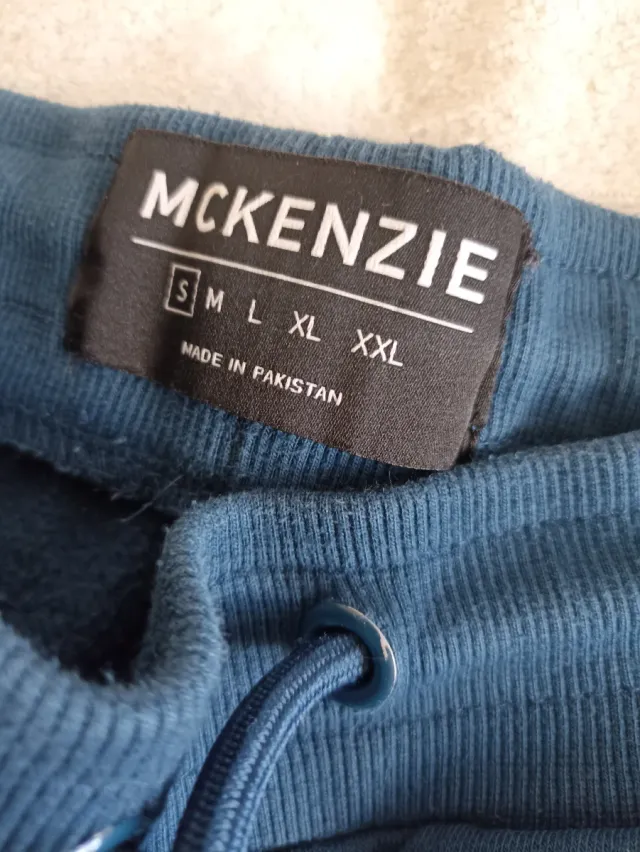 MCKENZIE
S M L XL XXL
MADE IN PAKISTAN